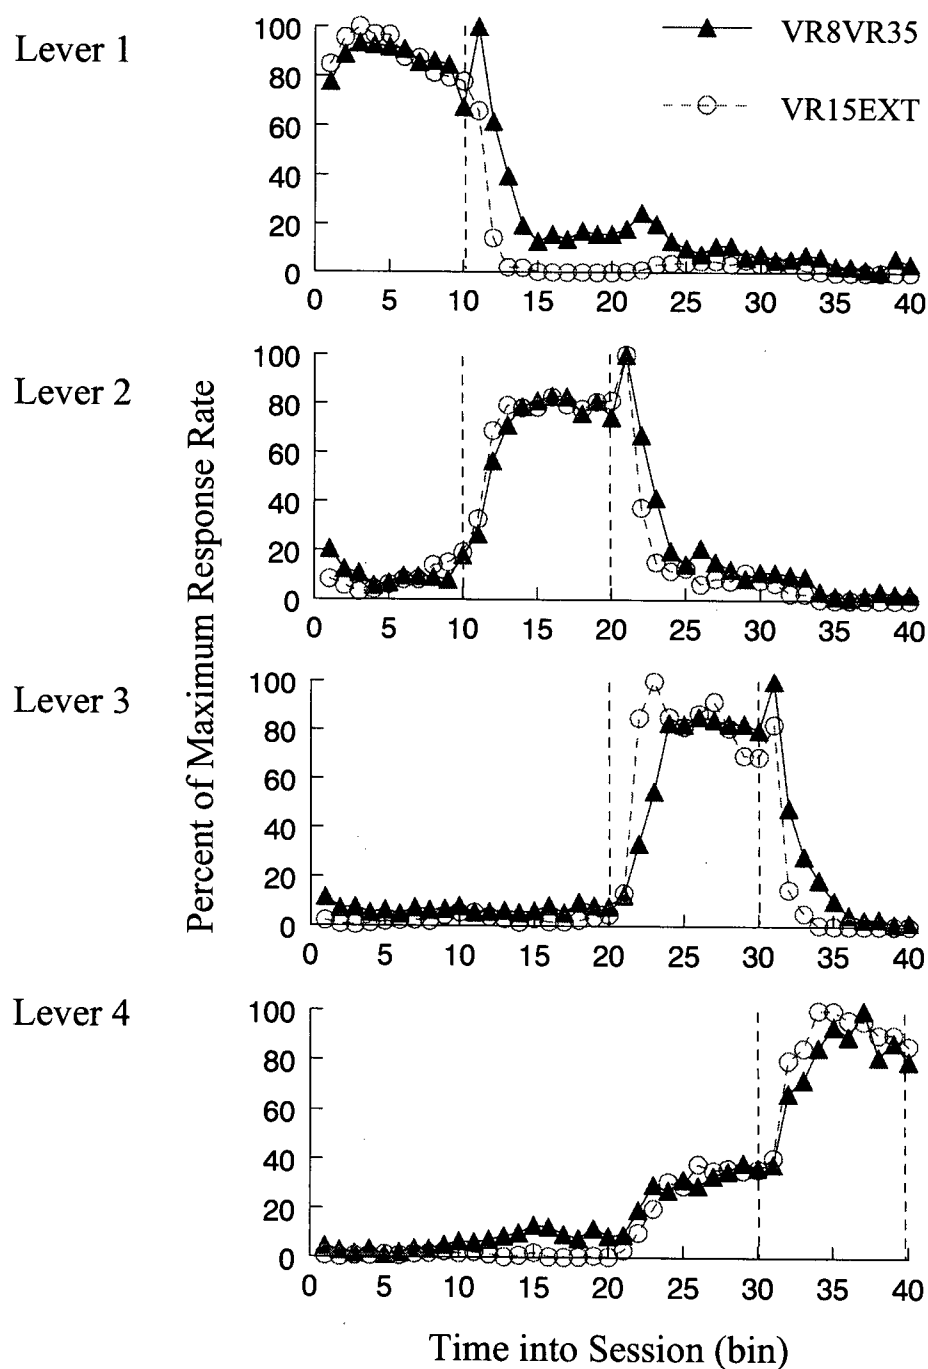 Lever 1
VR8VR35
VR15EXT
100
80
60
40
20
0
0 5 10 15 20 25 30 35 40
Lever 2
100
80
60
40
20
0
0 5 10 15 20 25 30 35 40
Percent of Maximum Response Rate
Lever 3
100
80
60
40
20
0
0 5 10 15 20 25 30 35 40
Lever 4
100
80
60
40
20
0
0 5 10 15 20 25 30 35 40
Time into Session (bin)